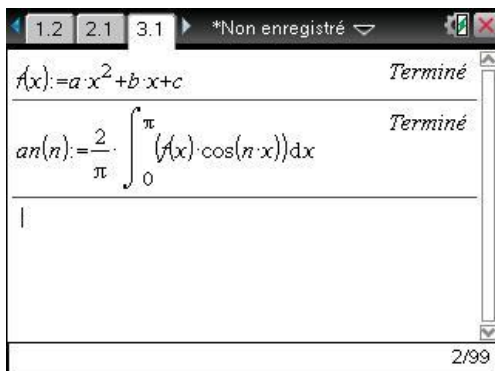 1.2 2.1 3.1 *Non enregistré
f(x):=a·x²+b·x+c Terminé
an(n):=2/π·∫₀^π(f(x)·cos(n·x))dx Terminé
2/99